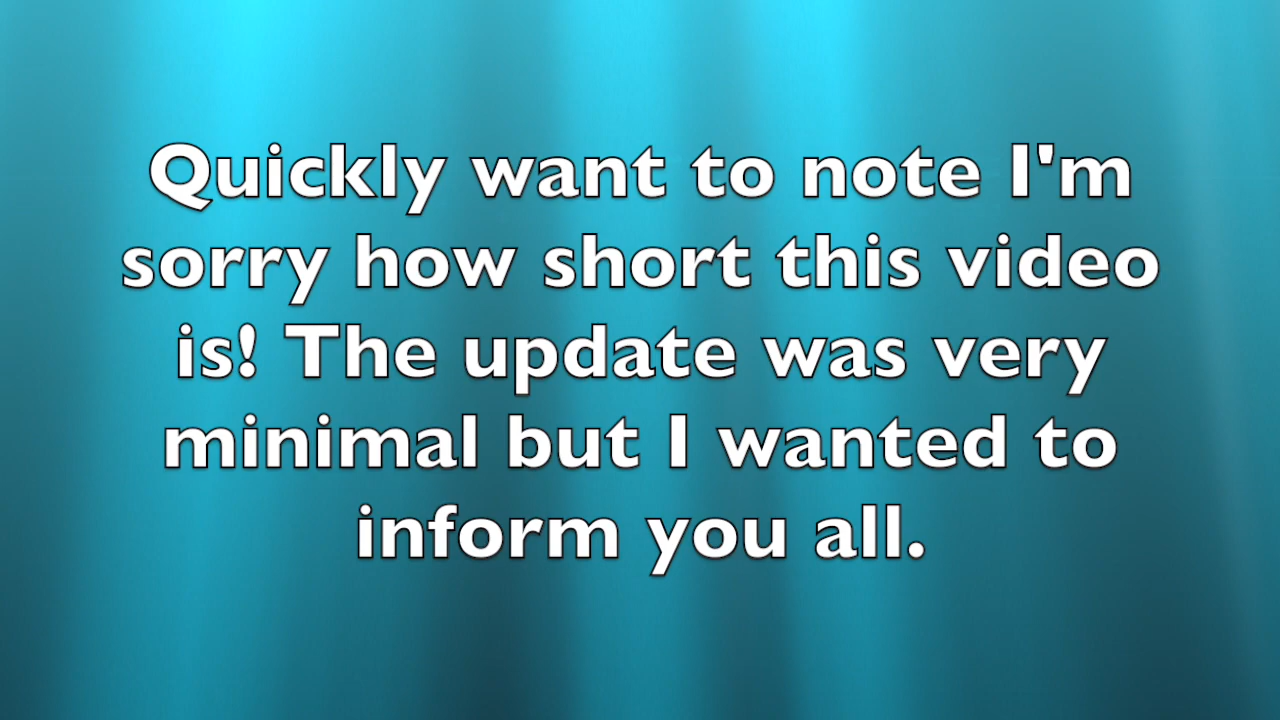 Quickly want to note I'm
sorry how short this video
is! The update was very
minimal but I wanted to
inform you all.